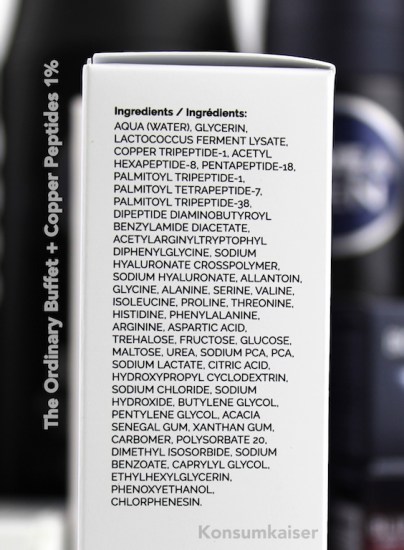 The Ordinary Buffet + Copper Peptides 1%
Ingredients / Ingrédients:
AQUA (WATER), GLYCERIN,
LACTOCOCCUS FERMENT LYSATE,
COPPER TRIPEPTIDE-1, ACETYL
HEXAPEPTIDE-8, PENTAPEPTIDE-18,
PALMITOYL TRIPEPTIDE-1,
PALMITOYL TETRAPEPTIDE-7,
PALMITOYL TRIPEPTIDE-38,
DIPEPTIDE DIAMINOBUTYROYL
BENZYLAMIDE DIACETATE,
ACETYLARGINYLTRYPTOPHYL
DIPHENYLGLYCINE, SODIUM
HYALURONATE CROSSPOLYMER,
SODIUM HYALURONATE, ALLANTOIN,
GLYCINE, ALANINE, SERINE, VALINE,
ISOLEUCINE, PROLINE, THREONINE,
HISTIDINE, PHENYLALANINE,
ARGININE, ASPARTIC ACID,
TREHALOSE, FRUCTOSE, GLUCOSE,
MALTOSE, UREA, SODIUM PCA, PCA,
SODIUM LACTATE, CITRIC ACID,
HYDROXYPROPYL CYCLODEXTRIN,
SODIUM CHLORIDE, SODIUM
HYDROXIDE, BUTYLENE GLYCOL,
PENTYLENE GLYCOL, ACACIA
SENEGAL GUM, XANTHAN GUM,
CARBOMER, POLYSORBATE 20,
DIMETHYL ISOSORBIDE, SODIUM
BENZOATE, CAPRYLYL GLYCOL,
ETHYLHEXYLGLYCERIN,
PHENOXYETHANOL,
CHLORPHENESIN.
Konsumkaiser